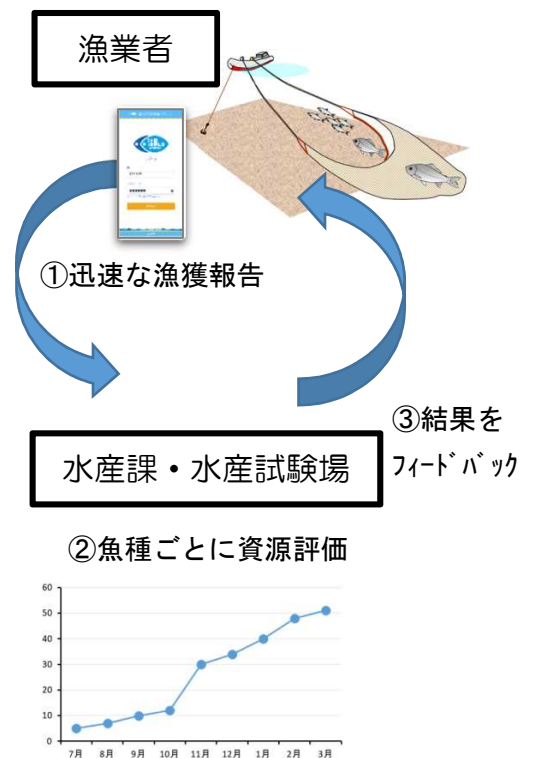 漁業者
①迅速な漁獲報告
③結果を
ﾌｨｰﾄﾞﾊﾞｯｸ
水産課・水産試験場
②魚種ごとに資源評価
60
50
40
30
20
10
0
7月 8月 9月 10月 11月 12月 1月 2月 3月